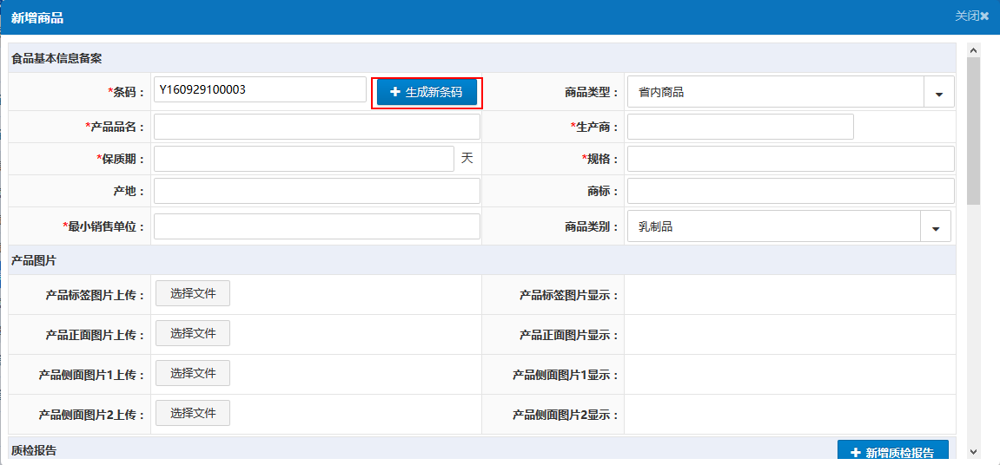 新增商品
关闭✖
食品基本信息备案
*条码：
Y160929100003
+ 生成新条码
商品类型：
省内商品
*产品品名：
*生产商：
*保质期：
天
*规格：
产地：
商标：
*最小销售单位：
商品类别：
乳制品
产品图片
产品标签图片上传：
选择文件
产品标签图片显示：
产品正面图片上传：
选择文件
产品正面图片显示：
产品侧面图片1上传：
选择文件
产品侧面图片1显示：
产品侧面图片2上传：
选择文件
产品侧面图片2显示：
质检报告
+ 新增质检报告